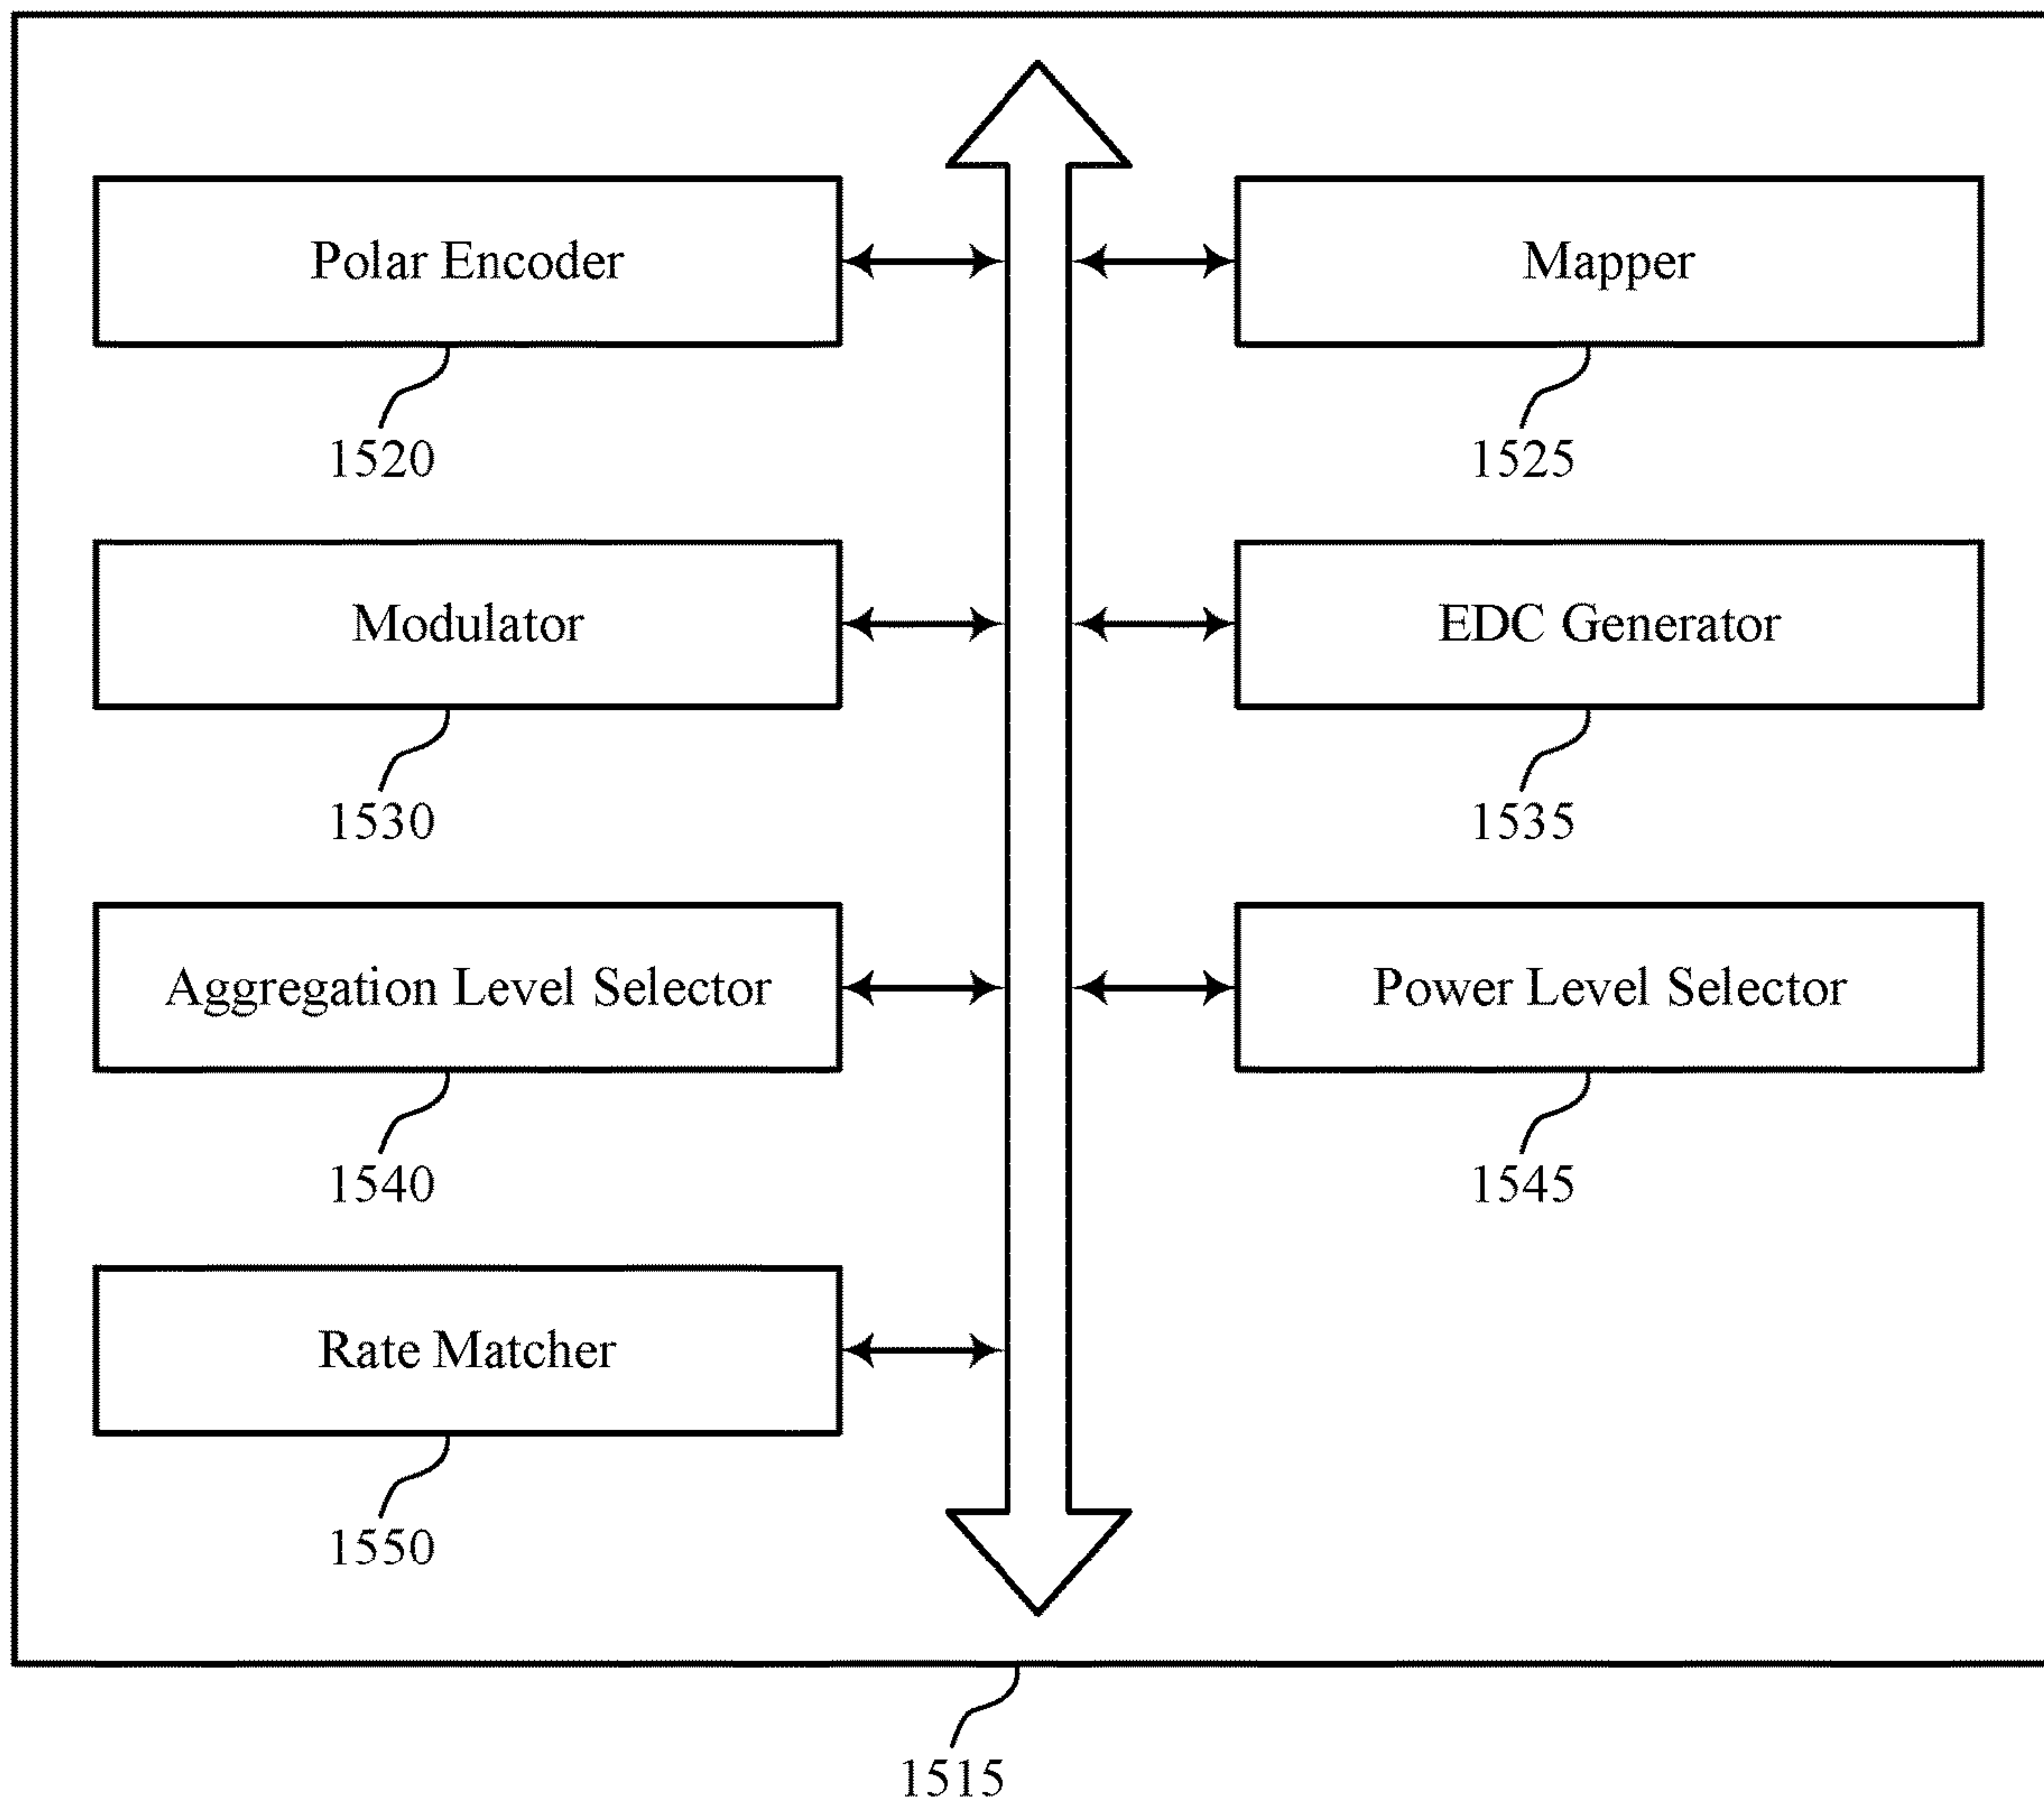 Polar Encoder
Mapper
1520
1525
Modulator
EDC Generator
1530
1535
Aggregation Level Selector
Power Level Selector
1540
1545
Rate Matcher
1550
1515